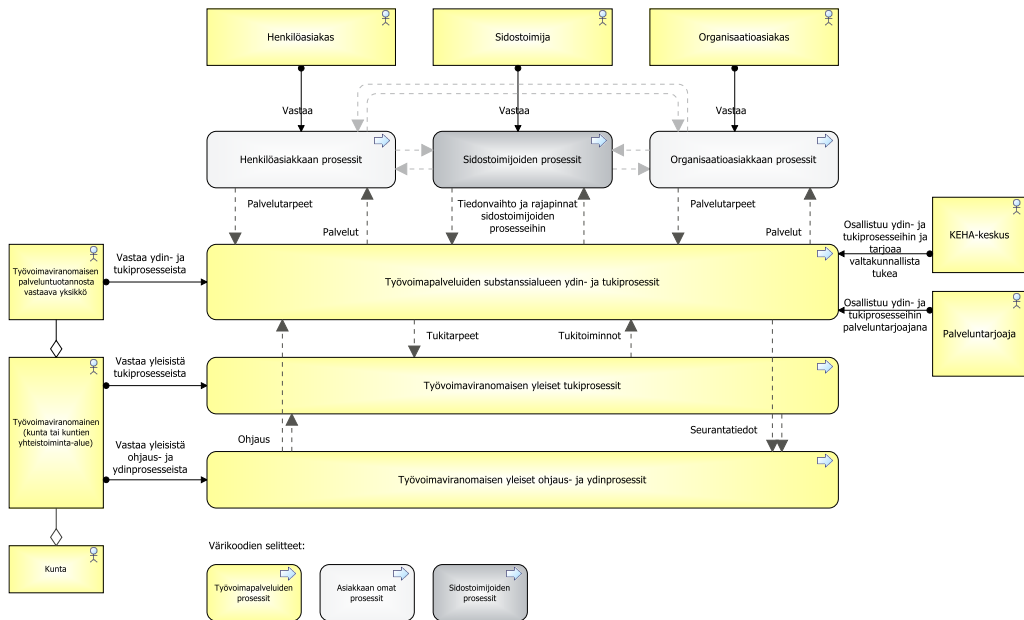 Henkilöasiakas
Sidostoimija
Organisaatioasiakas
Vastaa
Vastaa
Vastaa
Henkilöasiakkaan prosessit
Sidostoimijoiden prosessit
Organisaatioasiakkaan prosessit
Palvelutarpeet
Palvelut
Tiedonvaihto ja rajapinnat
sidostoimijoiden
prosesseihin
Palvelutarpeet
Palvelut
Osallistuu ydin- ja
tukiprosesseihin ja
tarjoaa
valtakunnallista
tukea
KEHA-keskus
Työvoimaviranomaisen
palveluntuotannosta
vastaava yksikkö
Vastaa ydin- ja
tukiprosesseista
Työvoimapalveluiden substanssialueen ydin- ja tukiprosessit
Osallistuu ydin- ja
tukiprosesseihin
palveluntarjoajana
Palveluntarjoaja
Tukitarpeet
Tukitoiminnot
Vastaa yleisistä
tukiprosesseista
Työvoimaviranomaisen yleiset tukiprosessit
Työvoimaviranomainen
(kunta tai kuntien
yhteistoiminta-alue)
Ohjaus
Seurantatiedot
Vastaa yleisistä
ohjaus- ja
ydinprosesseista
Työvoimaviranomaisen yleiset ohjaus- ja ydinprosessit
Kunta
Värikoodien selitteet:
Työvoimapalveluiden
prosessit
Asiakkaan omat
prosessit
Sidostoimijoiden
prosessit